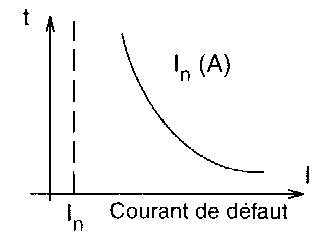 t
Iₙ (A)
I
Iₙ
Courant de défaut